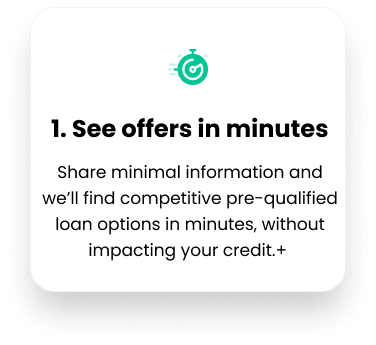 1. See offers in minutes
Share minimal information and
we’ll find competitive pre-qualified
loan options in minutes, without
impacting your credit.+